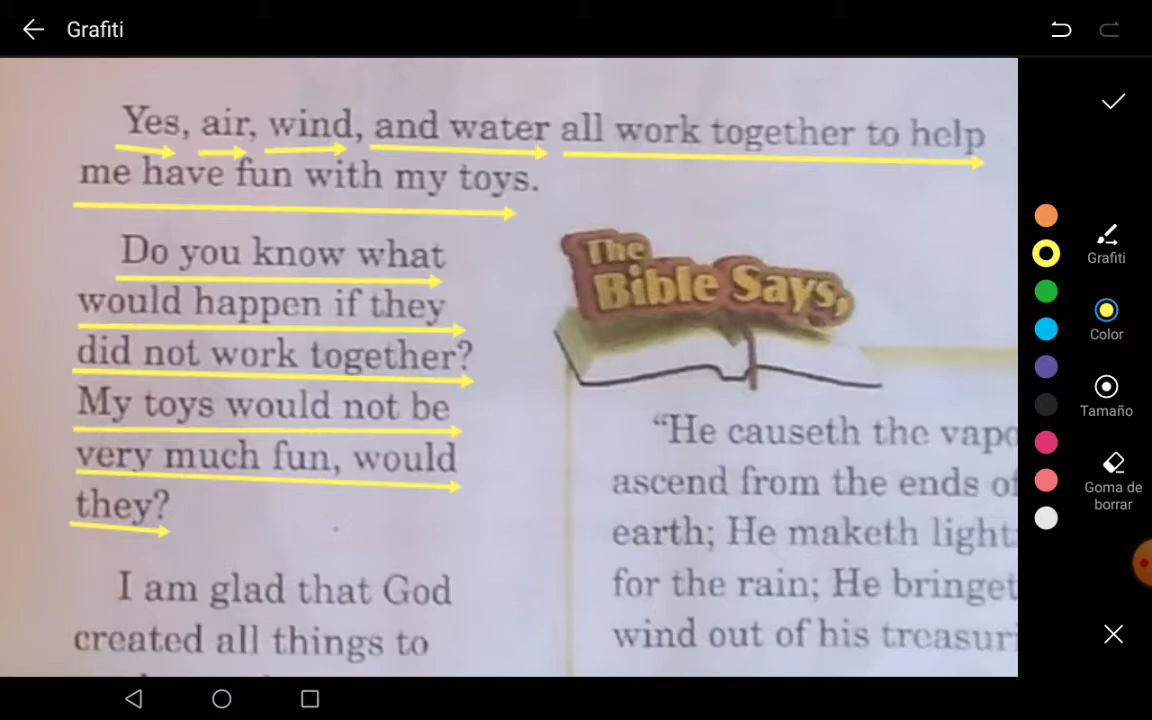 Grafiti
Yes, air, wind, and water all work together to help
me have fun with my toys.
Do you know what
would happen if they
did not work together?
My toys would not be
very much fun, would
they?
I am glad that God
created all things to
The
Bible Says,
“He causeth the
ascend from the ends
earth; He maketh
for the rain; He
wind out of his
Grafiti
Color
Tamaño
Goma de
borrar